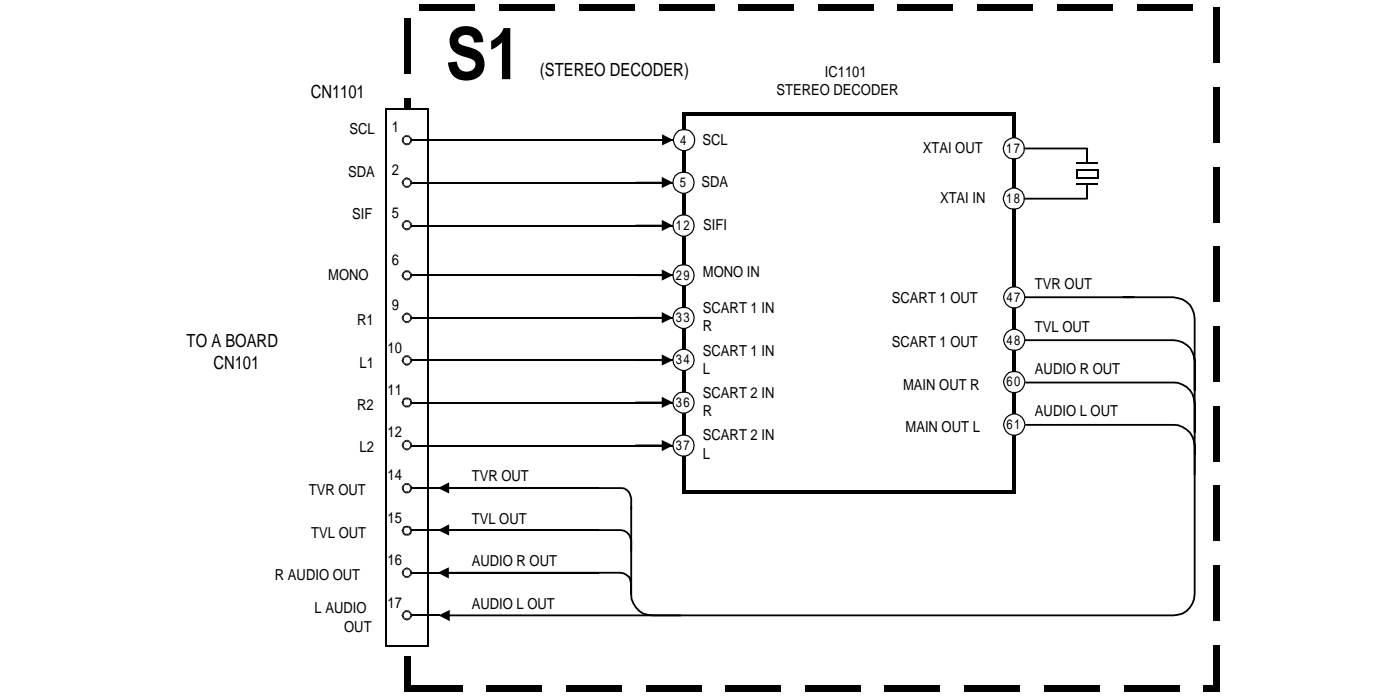 S1 (STEREO DECODER)
IC1101
STEREO DECODER
CN1101
SCL 1
SDA 2
SIF 5
MONO 6
R1 9
L1 10
R2 11
L2 12
TVR OUT 14
TVL OUT 15
R AUDIO OUT 16
L AUDIO 17
OUT
TO A BOARD
CN101
4 SCL
5 SDA
12 SIFI
29 MONO IN
33 SCART 1 IN
R
34 SCART 1 IN
L
36 SCART 2 IN
R
37 SCART 2 IN
L
XTAI OUT 17
XTAI IN 18
SCART 1 OUT 47 TVR OUT
SCART 1 OUT 48 TVL OUT
MAIN OUT R 60 AUDIO R OUT
MAIN OUT L 61 AUDIO L OUT
TVR OUT
TVL OUT
AUDIO R OUT
AUDIO L OUT